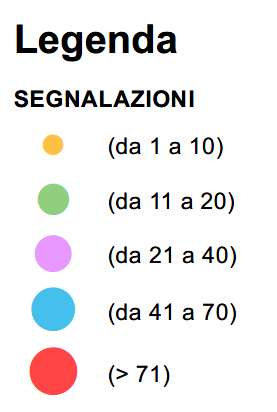 Legenda
SEGNALAZIONI
(da 1 a 10)
(da 11 a 20)
(da 21 a 40)
(da 41 a 70)
(> 71)